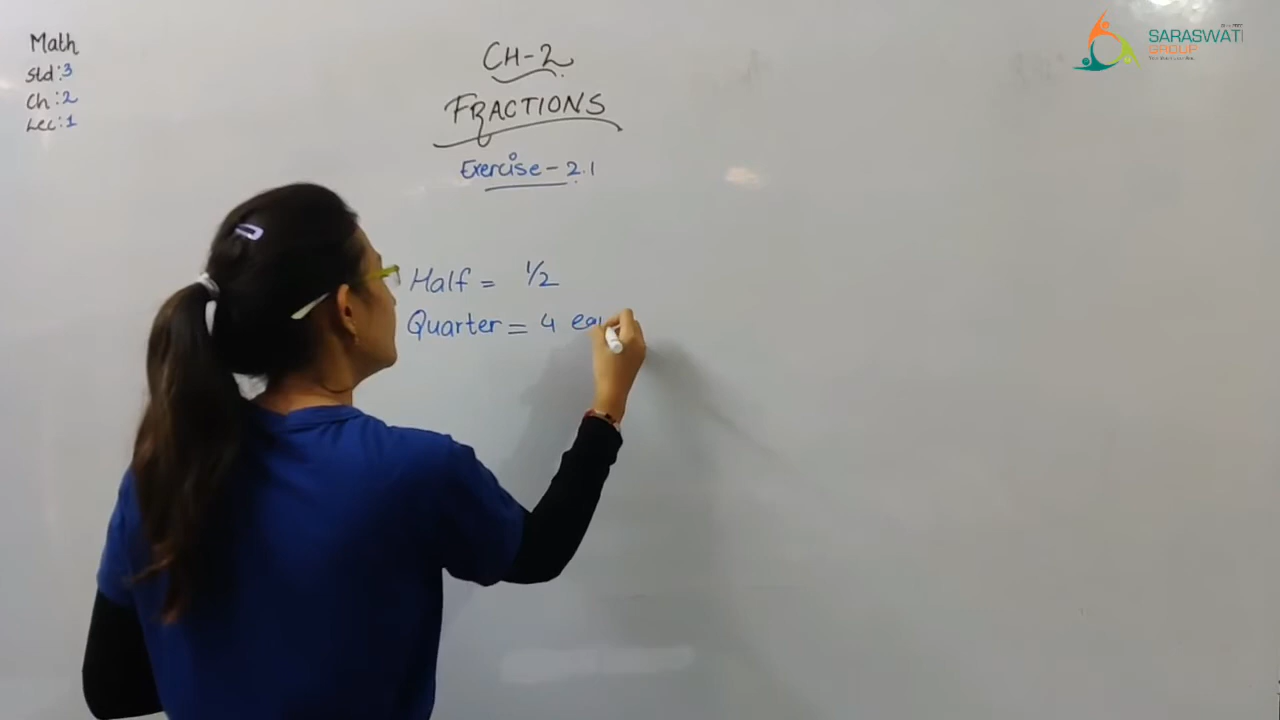 Math
Std:3
Ch:2
Lec:1
CH-2
FRACTIONS
Exercise-2.1
Half = 1/2
Quarter = 4 equ
SARASWATI
GROUP